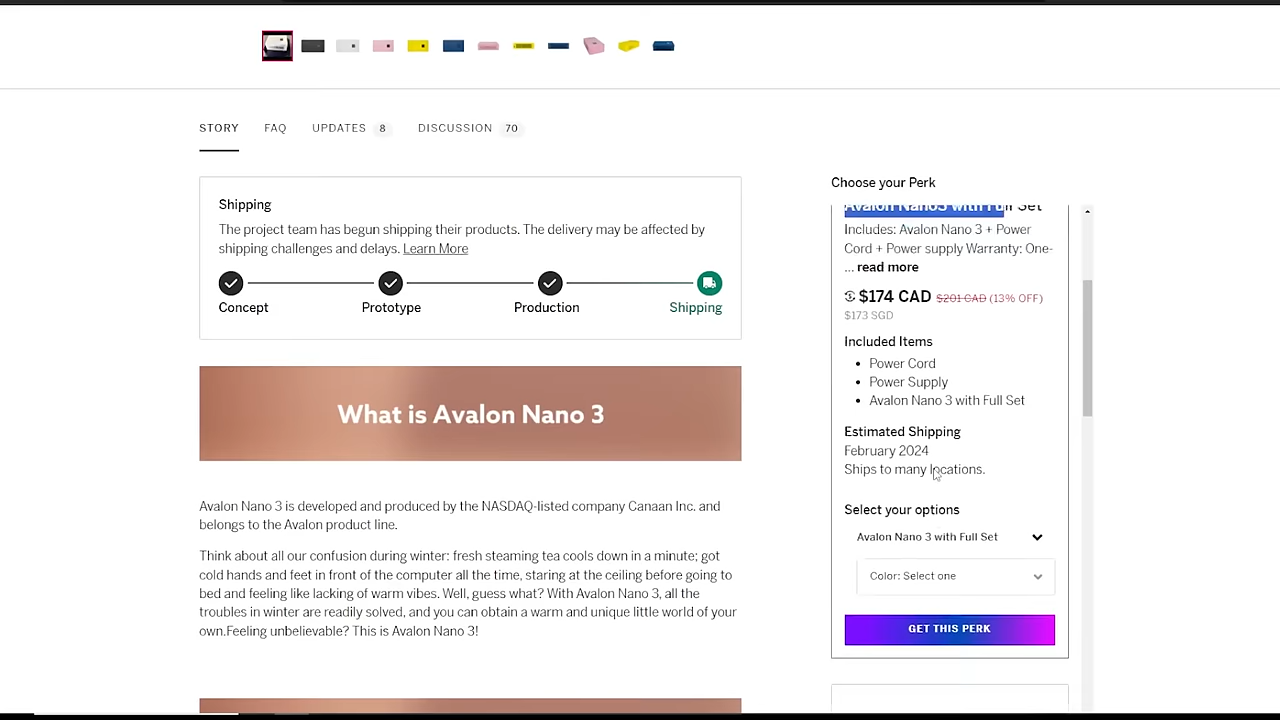 STORY
FAQ
UPDATES 8
DISCUSSION 70
Shipping
The project team has begun shipping their products. The delivery may be affected by
shipping challenges and delays. Learn More
Concept
Prototype
Production
Shipping
What is Avalon Nano 3
Avalon Nano 3 is developed and produced by the NASDAQ-listed company Canaan Inc. and
belongs to the Avalon product line.
Think about all our confusion during winter: fresh steaming tea cools down in a minute; got
cold hands and feet in front of the computer all the time, staring at the ceiling before going to
bed and feeling like lacking of warm vibes. Well, guess what? With Avalon Nano 3, all the
troubles in winter are readily solved, and you can obtain a warm and unique little world of your
own.Feeling unbelievable? This is Avalon Nano 3!
Choose your Perk
Avalon Nano3 with Full Set
Includes: Avalon Nano 3 + Power
Cord + Power supply Warranty: One-
... read more
$174 CAD $201 CAD (13% OFF)
$173 SGD
Included Items
• Power Cord
• Power Supply
• Avalon Nano 3 with Full Set
Estimated Shipping
February 2024
Ships to many locations.
Select your options
Avalon Nano 3 with Full Set
Color: Select one
GET THIS PERK